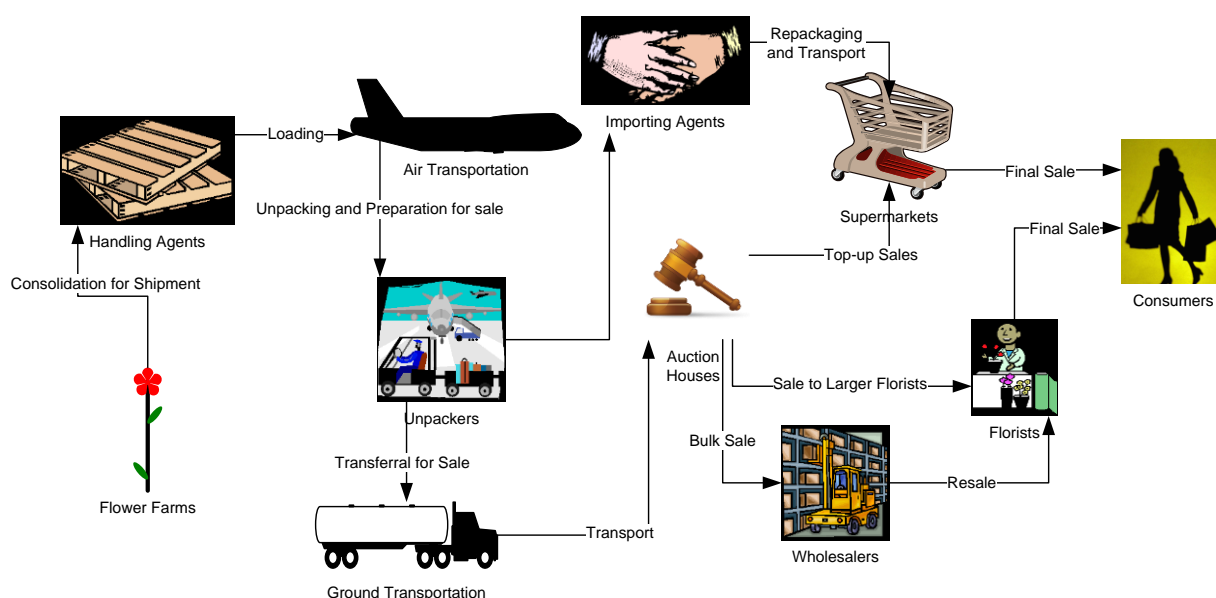 Repackaging
and Transport
Loading
Importing Agents
Air Transportation
Final Sale
Unpacking and Preparation for sale
Supermarkets
Handling Agents
Final Sale
Top-up Sales
Consolidation for Shipment
Consumers
Auction
Houses
Sale to Larger Florists
Unpackers
Florists
Bulk Sale
Transferral for Sale
Resale
Flower Farms
Transport
Wholesalers
Ground Transportation